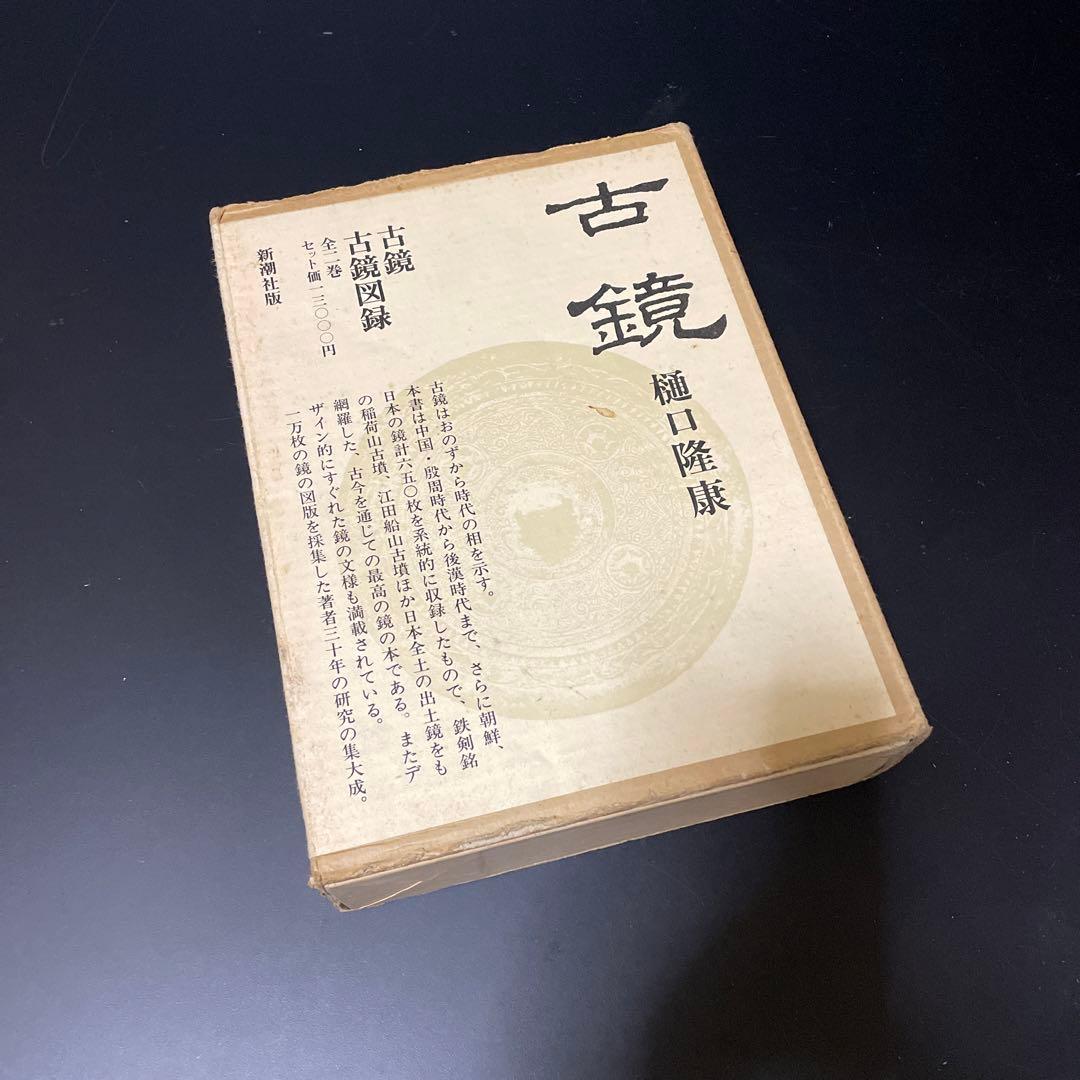 古鏡
樋口隆康
古鏡はおのずから時代の相を示す。
本書は中国・殷周時代から後漢時代まで、さらに朝鮮、
日本の鏡計六五〇枚を系統的に収録したもので、鉄剣銘
の稲荷山古墳、江田船山古墳ほか日本全土の出土鏡をも
網羅した、古今を通じての最高の鏡の本である。またデ
ザイン的にすぐれた鏡の文様も満載されている。
一万枚の鏡の図版を採集した著者三十年の研究の集大成。
古鏡
古鏡図録
全二巻
セット価一三〇〇〇円
新潮社版